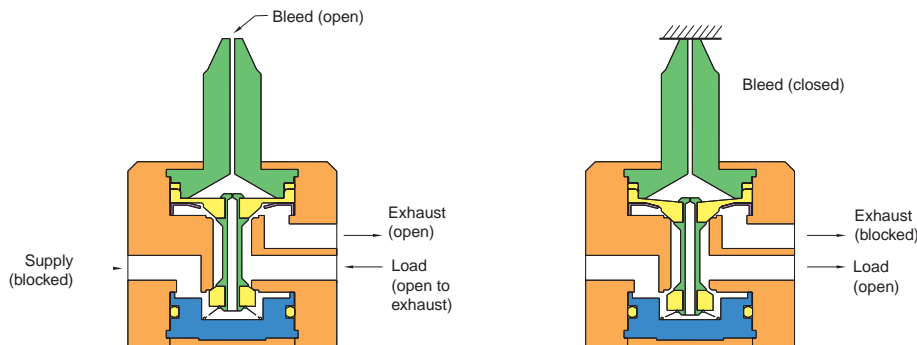 Bleed (open)
Bleed (closed)
Exhaust
(open)
Supply
(blocked)
Load
(open to
exhaust)
Exhaust
(blocked)
Load
(open)